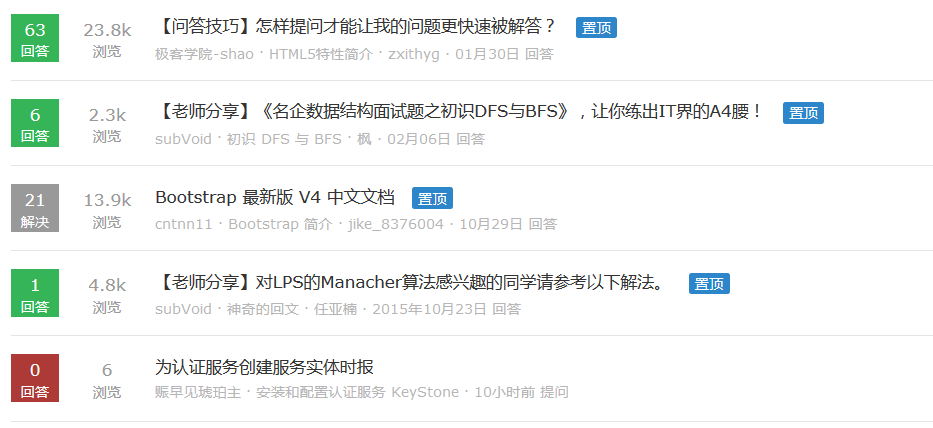 63 23.8k 【问答技巧】怎样提问才能让我的问题更快速被解答？ 置顶
回答 浏览 极客学院-shao · HTML5特性简介 · zxithyg · 01月30日 回答
6 2.3k 【老师分享】《名企数据结构面试题之初识DFS与BFS》，让你练出IT界的A4腰！ 置顶
回答 浏览 subVoid · 初识 DFS 与 BFS · 枫 · 02月06日 回答
21 13.9k Bootstrap 最新版 V4 中文文档 置顶
解决 浏览 cntnn11 · Bootstrap 简介 · jike_8376004 · 10月29日 回答
1 4.8k 【老师分享】对LPS的Manacher算法感兴趣的同学请参考以下解法。 置顶
回答 浏览 subVoid · 神奇的回文 · 任亚楠 · 2015年10月23日 回答
0 6 为认证服务创建服务实体时报
回答 浏览 赈早见琥珀主 · 安装和配置认证服务 KeyStone · 10小时前 提问